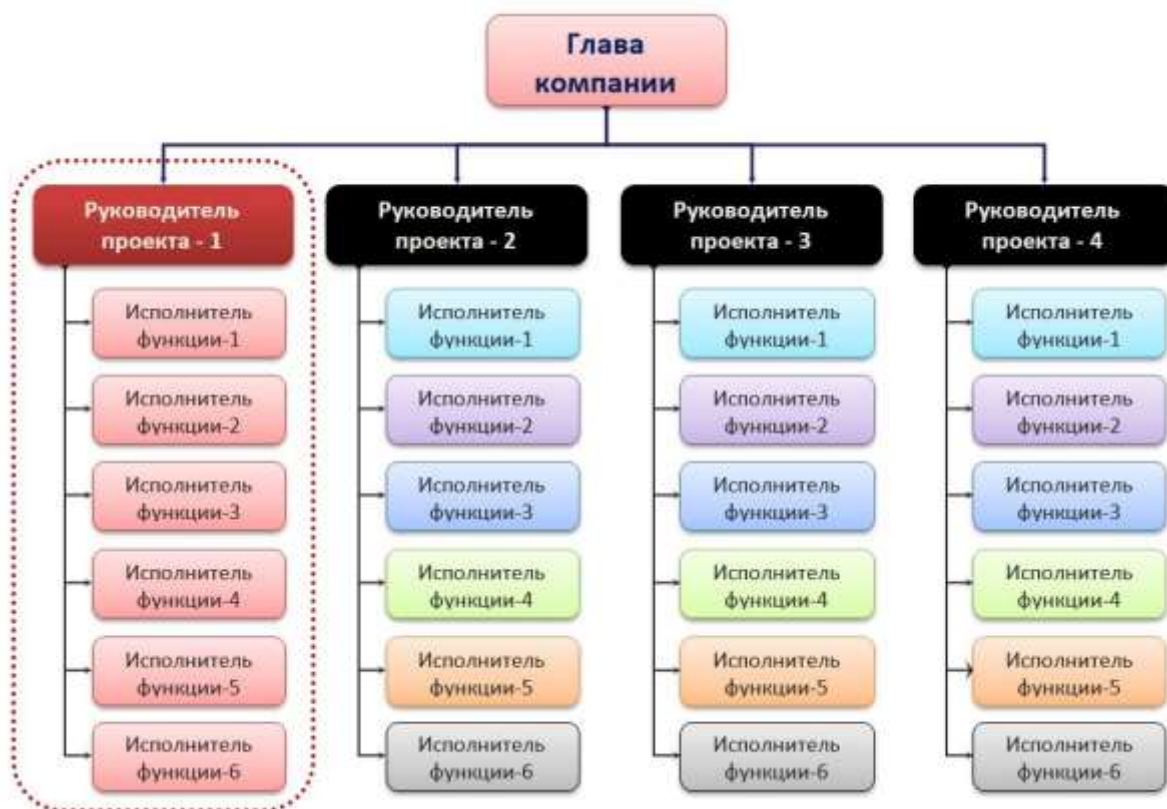 Глава
компании
Руководитель
проекта - 1
Руководитель
проекта - 2
Руководитель
проекта - 3
Руководитель
проекта - 4
Исполнитель
функции-1
Исполнитель
функции-1
Исполнитель
функции-1
Исполнитель
функции-1
Исполнитель
функции-2
Исполнитель
функции-2
Исполнитель
функции-2
Исполнитель
функции-2
Исполнитель
функции-3
Исполнитель
функции-3
Исполнитель
функции-3
Исполнитель
функции-3
Исполнитель
функции-4
Исполнитель
функции-4
Исполнитель
функции-4
Исполнитель
функции-4
Исполнитель
функции-5
Исполнитель
функции-5
Исполнитель
функции-5
Исполнитель
функции-5
Исполнитель
функции-6
Исполнитель
функции-6
Исполнитель
функции-6
Исполнитель
функции-6